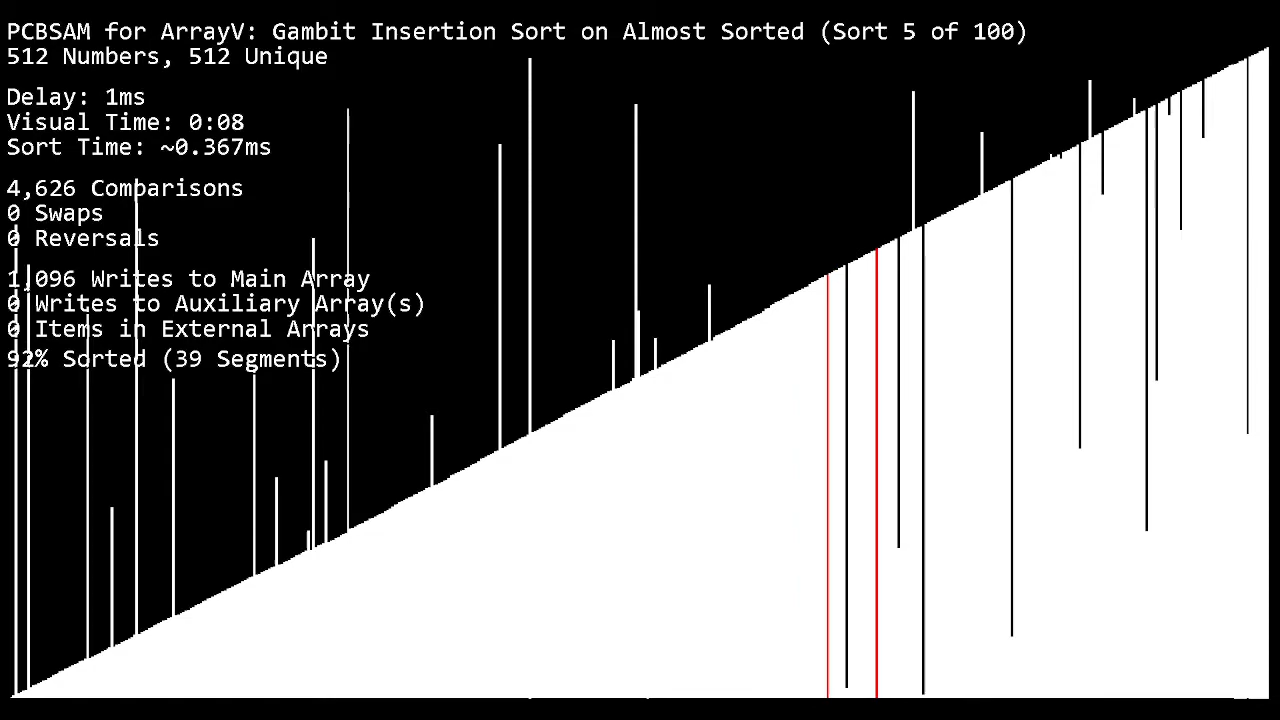 PCBSAM for ArrayV: Gambit Insertion Sort on Almost Sorted (Sort 5 of 100)
512 Numbers, 512 Unique
Delay: 1ms
Visual Time: 0:08
Sort Time: ~0.367ms
4,626 Comparisons
0 Swaps
0 Reversals
1,096 Writes to Main Array
0 Writes to Auxiliary Array(s)
0 Items in External Arrays
92% Sorted (39 Segments)